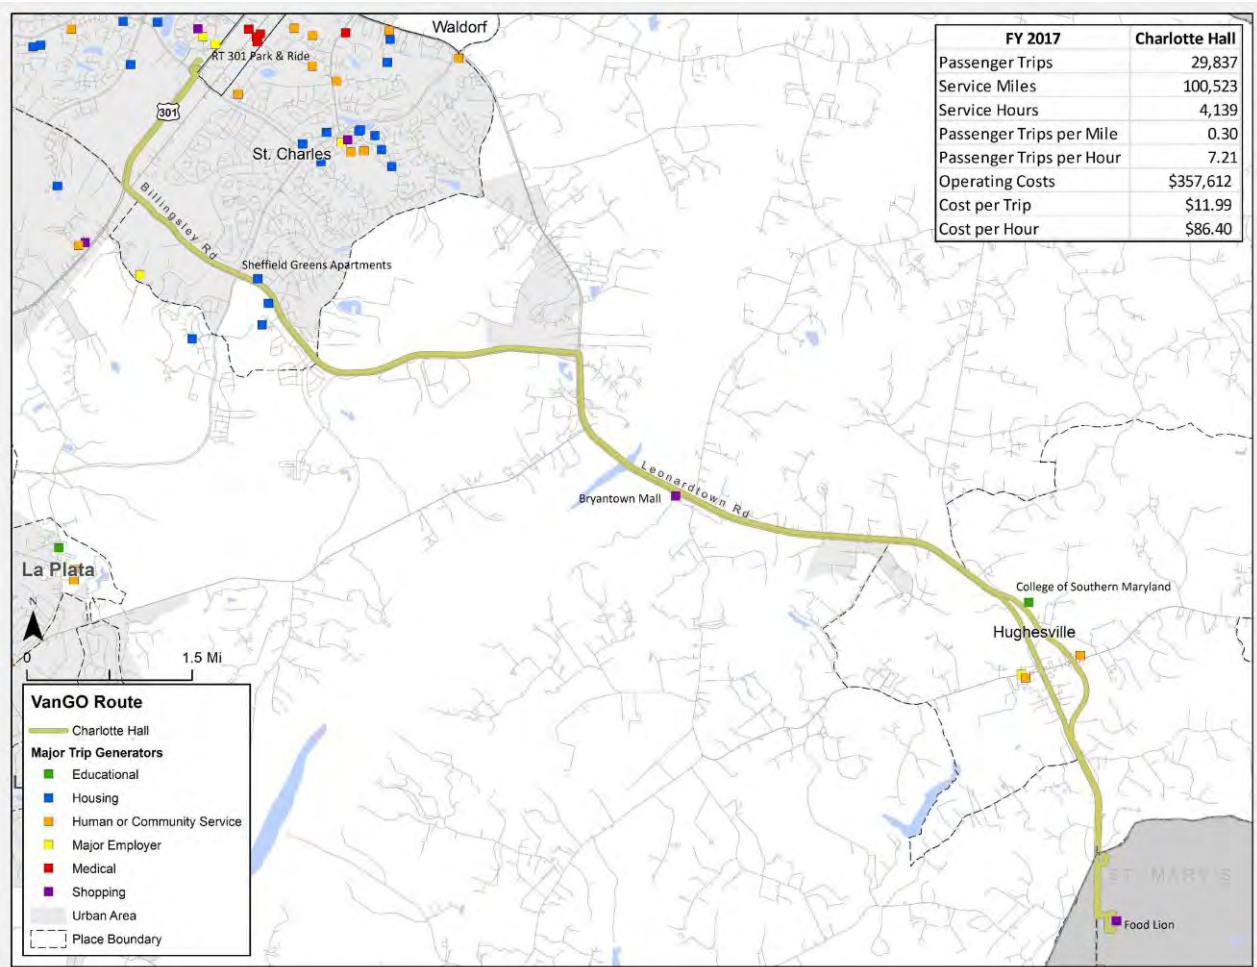 Waldorf
RT 301 Park & Ride
301
St. Charles
Billingsley Rd
Sheffield Greens Apartments
FY 2017 Charlotte Hall
Passenger Trips 29,837
Service Miles 100,523
Service Hours 4,139
Passenger Trips per Mile 0.30
Passenger Trips per Hour 7.21
Operating Costs $357,612
Cost per Trip $11.99
Cost per Hour $86.40
Leonardtown Rd
Bryantown Mall
La Plata
College of Southern Maryland
Hughesville
N
0 1.5 Mi
VanGO Route
Charlotte Hall
Major Trip Generators
Educational
Housing
Human or Community Service
Major Employer
Medical
Shopping
Urban Area
Place Boundary
L
ST. MARY'S
Food Lion